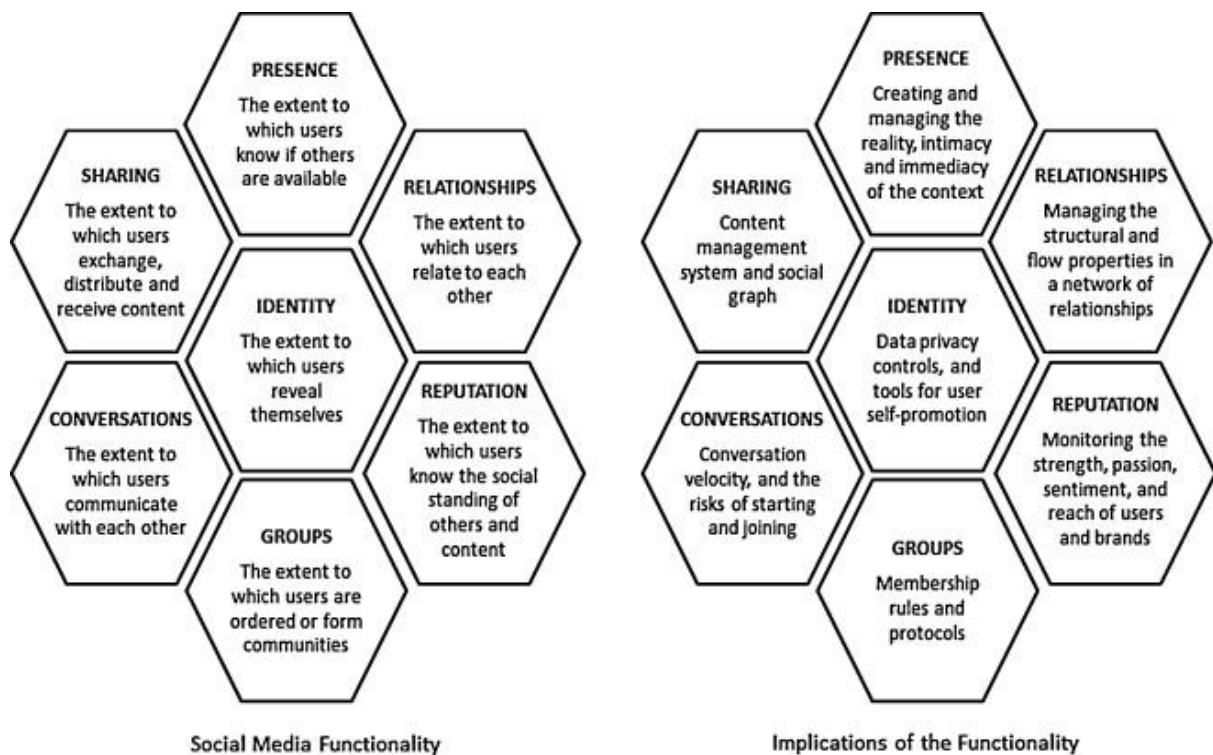 PRESENCE
The extent to
which users
know if others
are available
SHARING
The extent to
which users
exchange,
distribute and
receive content
RELATIONSHIPS
The extent to
which users
relate to each
other
IDENTITY
The extent to
which users
reveal
themselves
CONVERSATIONS
The extent to
which users
communicate
with each other
REPUTATION
The extent to
which users
know the social
standing of
others and
content
GROUPS
The extent to
which users are
ordered or form
communities
Social Media Functionality
PRESENCE
Creating and
managing the
reality, intimacy
and immediacy
of the context
SHARING
Content
management
system and social
graph
RELATIONSHIPS
Managing the
structural and
flow properties in
a network of
relationships
IDENTITY
Data privacy
controls, and
tools for user
self-promotion
CONVERSATIONS
Conversation
velocity, and the
risks of starting
and joining
REPUTATION
Monitoring the
strength, passion,
sentiment, and
reach of users
and brands
GROUPS
Membership
rules and
protocols
Implications of the Functionality